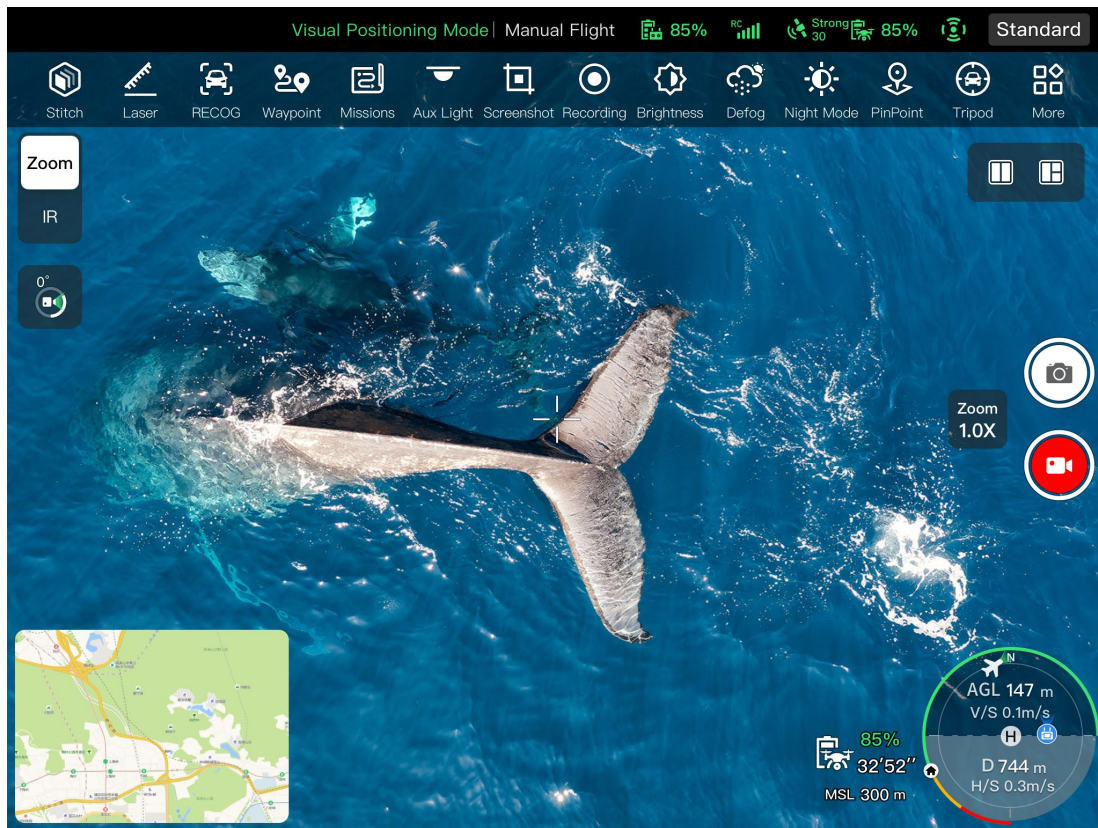 Visual Positioning Mode | Manual Flight
85%
RC
Strong
30
85%
Standard
Stitch
Laser
RECOG
Waypoint
Missions
Aux Light
Screenshot
Recording
Brightness
Defog
Night Mode
PinPoint
Tripod
More
Zoom
IR
0°
Zoom
1.0X
N
AGL 147 m
V/S 0.1m/s
H
D 744 m
H/S 0.3m/s
85%
32′52″
MSL 300 m